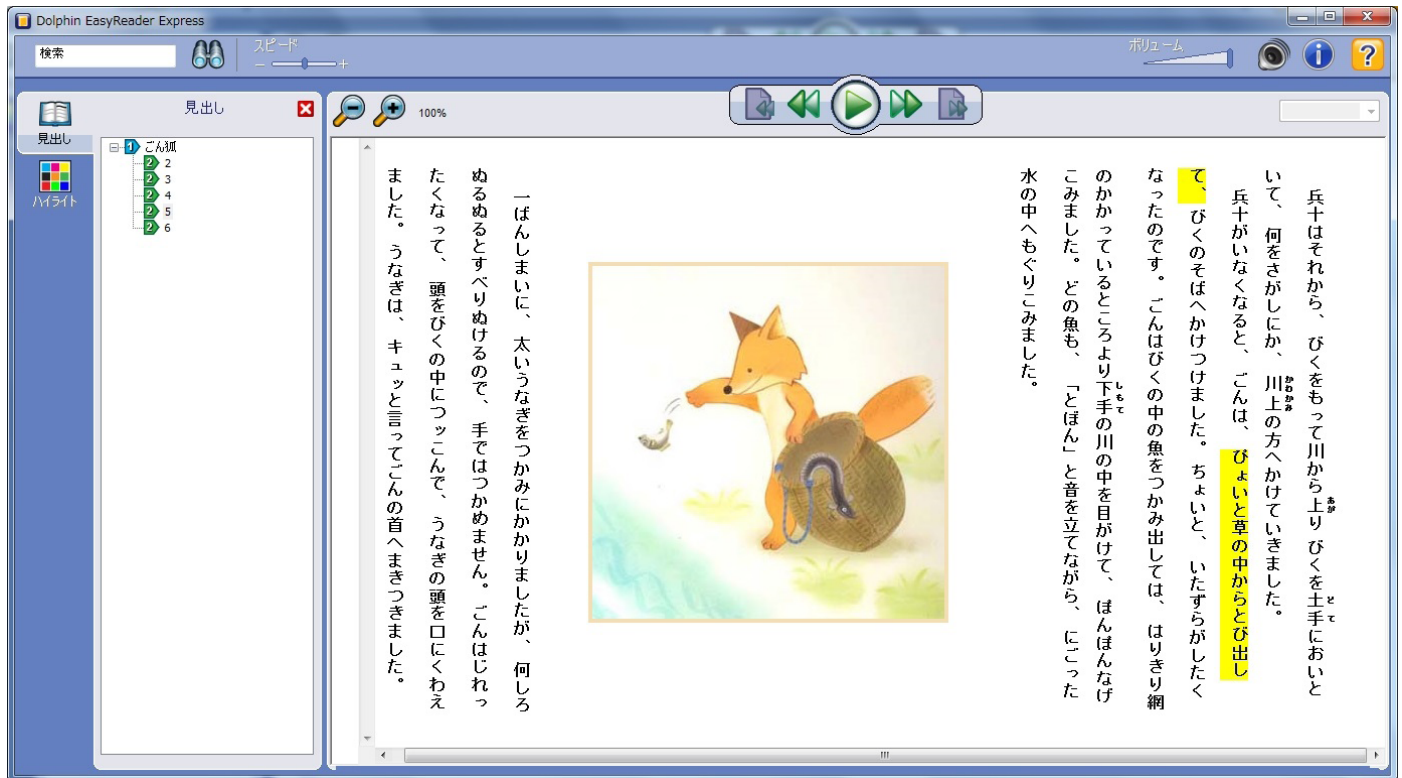 Dolphin EasyReader Express
検索
スピード
− +
ボリューム
見出し
見出し
ハイライト
100%
1 ごん狐
2 2
2 3
2 4
2 5
2 6
兵十はそれから、びくをもって川から上りびくを土手においと
あが
どて
いて、何をさがしにか、川上の方へかけていきました。
かわかみ
兵十がいなくなると、ごんは、ぴょいと草の中からとび出し
て、びくのそばへかけつけました。ちょいと、いたずらがしたく
なったのです。ごんはびくの中の魚をつかみ出しては、はりきり網
のかかっているところより下手の川の中を目がけて、ぽんぽんなげ
しもて
こみました。どの魚も、「とぼん」と音を立てながら、にごった
水の中へもぐりこみました。
一ばんしまいに、太いうなぎをつかみにかかりましたが、何しろ
ぬるぬるとすべりぬけるので、手ではつかめません。ごんはじれっ
たくなって、頭をびくの中につッこんで、うなぎの頭を口にくわえ
ました。うなぎは、キュッと言ってごんの首へまきつきました。